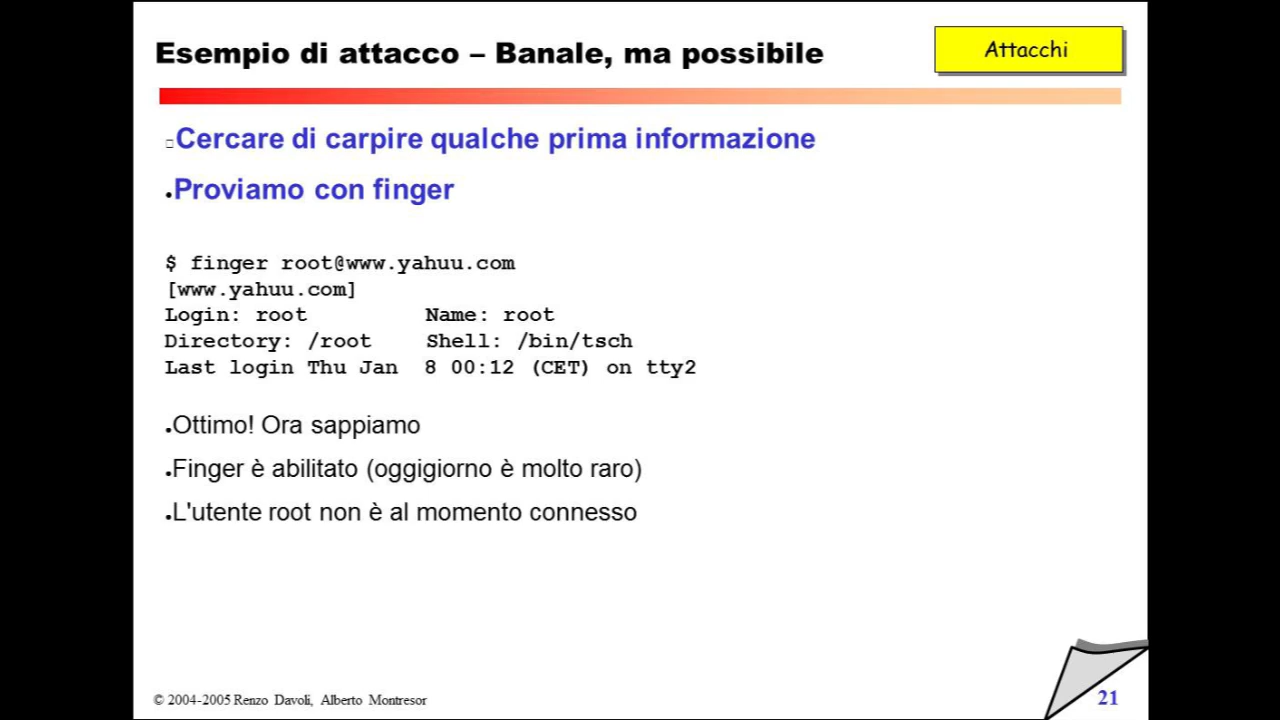 Esempio di attacco – Banale, ma possibile
Attacchi
Cercare di carpire qualche prima informazione
Proviamo con finger
$ finger root@www.yahuu.com
[www.yahuu.com]
Login: root Name: root
Directory: /root Shell: /bin/tsch
Last login Thu Jan 8 00:12 (CET) on tty2
Ottimo! Ora sappiamo
Finger è abilitato (oggigiorno è molto raro)
L'utente root non è al momento connesso
© 2004-2005 Renzo Davoli, Alberto Montresor
21